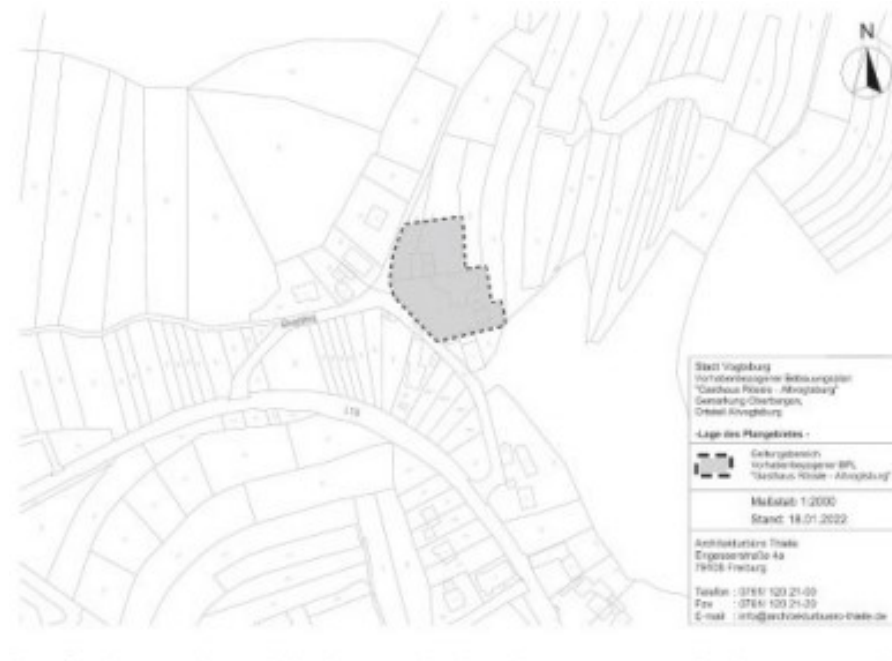 N
L 115
Stadt Vogtsburg
Vorhabenbezogener Bebauungsplan
"Gasthaus Rössle - Altvogtsburg"
Gemarkung Oberbergen,
Ortsteil Altvogtsburg
-Lage des Plangebietes -
Geltungsbereich
Vorhabenbezogener BPL
"Gasthaus Rössle - Altvogtsburg"
Maßstab 1:2000
Stand: 18.01.2022
Architekturbüro Thiele
Engesserstraße 4a
79108 Freiburg
Telefon : 0761/ 120 21-00
Fax : 0761/ 120 21-20
E-mail : info@architekturbuero-thiele.de